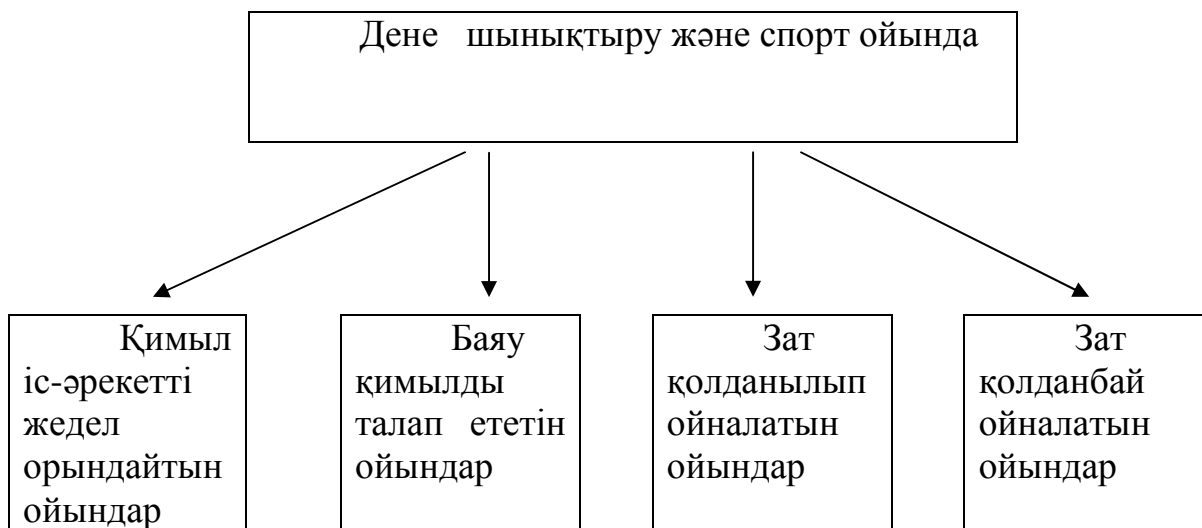 Дене шынықтыру және спорт ойында
Қимыл
іс-әрекетті
жедел
орындайтын
ойындар
Баяу
қимылды
талап ететін
ойындар
Зат
қолданылып
ойналатын
ойындар
Зат
қолданбай
ойналатын
ойындар